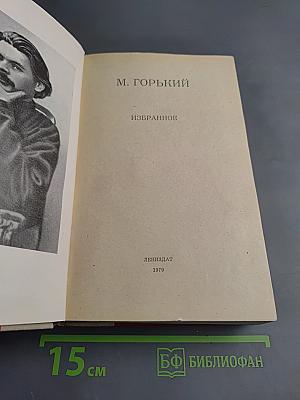 М. ГОРЬКИЙ
ИЗБРАННОЕ
ЛЕНИЗДАТ
1979
15 см
БФ БИБЛИОФАН